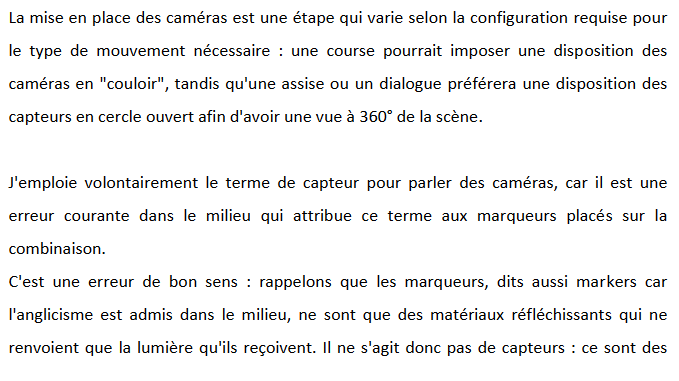 La mise en place des caméras est une étape qui varie selon la configuration requise pour
le type de mouvement nécessaire : une course pourrait imposer une disposition des
caméras en "couloir", tandis qu'une assise ou un dialogue préférera une disposition des
capteurs en cercle ouvert afin d'avoir une vue à 360° de la scène.
J'emploie volontairement le terme de capteur pour parler des caméras, car il est une
erreur courante dans le milieu qui attribue ce terme aux marqueurs placés sur la
combinaison.
C'est une erreur de bon sens : rappelons que les marqueurs, dits aussi markers car
l'anglicisme est admis dans le milieu, ne sont que des matériaux réfléchissants qui ne
renvoient que la lumière qu'ils reçoivent. Il ne s'agit donc pas de capteurs : ce sont des